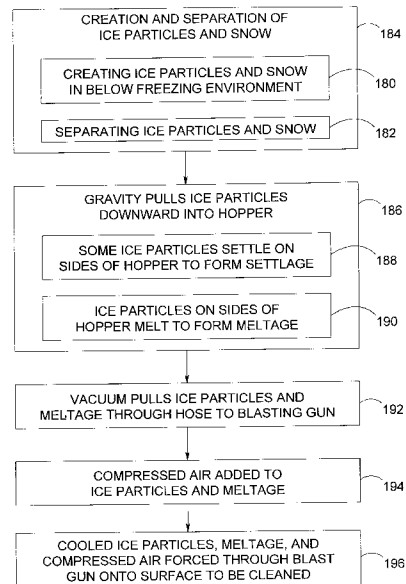 CREATION AND SEPARATION OF
ICE PARTICLES AND SNOW
184
CREATING ICE PARTICLES AND SNOW
IN BELOW FREEZING ENVIRONMENT
180
SEPARATING ICE PARTICLES AND SNOW
182
GRAVITY PULLS ICE PARTICLES
DOWNWARD INTO HOPPER
186
SOME ICE PARTICLES SETTLE ON
SIDES OF HOPPER TO FORM SETTLAGE
188
ICE PARTICLES ON SIDES OF
HOPPER MELT TO FORM MELTAGE
190
VACUUM PULLS ICE PARTICLES AND
MELTAGE THROUGH HOSE TO BLASTING GUN
192
COMPRESSED AIR ADDED TO
ICE PARTICLES AND MELTAGE
194
COOLED ICE PARTICLES, MELTAGE, AND
COMPRESSED AIR FORCED THROUGH BLAST
GUN ONTO SURFACE TO BE CLEANED
196